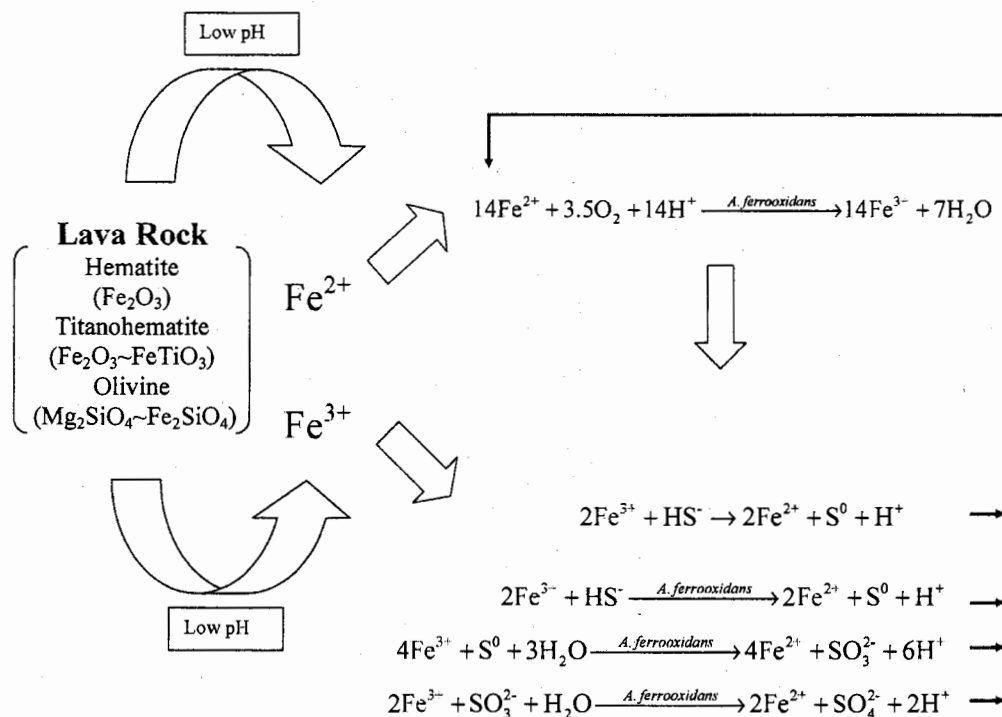 Low pH
14Fe²⁺ + 3.5O₂ + 14H⁺ —A. ferrooxidans→ 14Fe³⁻ + 7H₂O
Lava Rock
Hematite
(Fe₂O₃)
Titanohematite
(Fe₂O₃~FeTiO₃)
Olivine
(Mg₂SiO₄~Fe₂SiO₄)
Fe²⁺
Fe³⁺
Low pH
2Fe³⁺ + HS⁻ → 2Fe²⁺ + S⁰ + H⁺
2Fe³⁻ + HS⁻ —A. ferrooxidans→ 2Fe²⁺ + S⁰ + H⁺
4Fe³⁺ + S⁰ + 3H₂O —A. ferrooxidans→ 4Fe²⁺ + SO₃²⁻ + 6H⁺
2Fe³⁺ + SO₃²⁻ + H₂O —A. ferrooxidans→ 2Fe²⁺ + SO₄²⁻ + 2H⁺